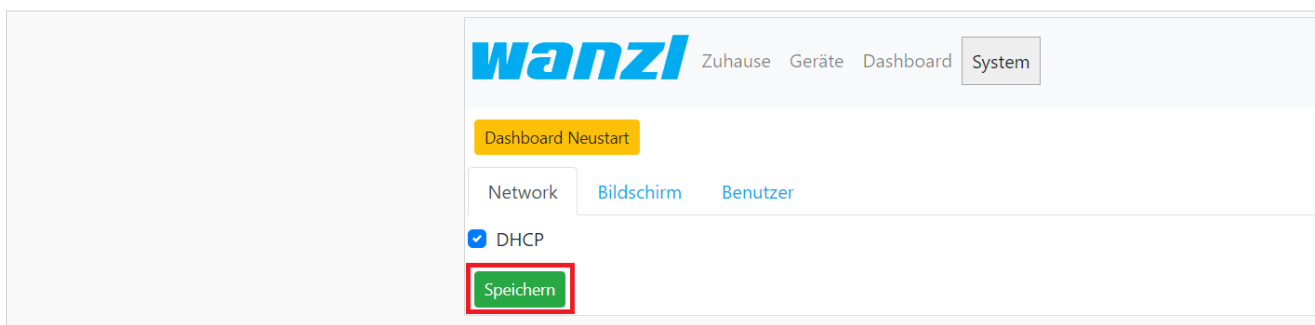 wanzl Zuhause Geräte Dashboard System
Dashboard Neustart
Network Bildschirm Benutzer
DHCP
Speichern